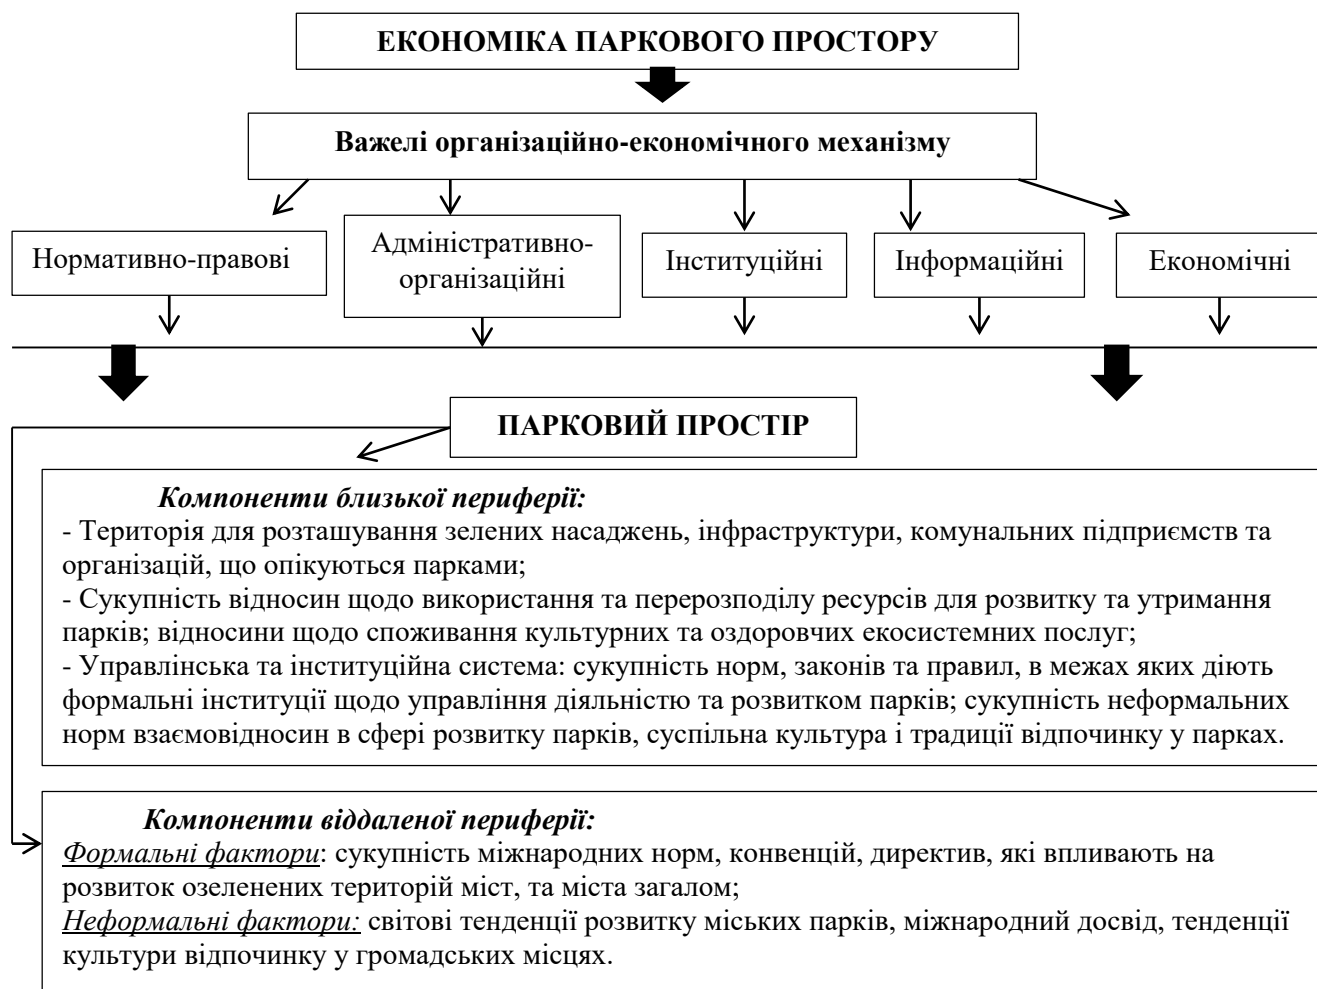 ЕКОНОМІКА ПАРКОВОГО ПРОСТОРУ
Важелі організаційно-економічного механізму
Нормативно-правові
Адміністративно-
організаційні
Інституційні
Інформаційні
Економічні
ПАРКОВИЙ ПРОСТІР
Компоненти близької периферії:
- Територія для розташування зелених насаджень, інфраструктури, комунальних підприємств та
організацій, що опікуються парками;
- Сукупність відносин щодо використання та перерозподілу ресурсів для розвитку та утримання
парків; відносини щодо споживання культурних та оздоровчих екосистемних послуг;
- Управлінська та інституційна система: сукупність норм, законів та правил, в межах яких діють
формальні інституції щодо управління діяльністю та розвитком парків; сукупність неформальних
норм взаємовідносин в сфері розвитку парків, суспільна культура і традиції відпочинку у парках.
Компоненти віддаленої периферії:
Формальні фактори: сукупність міжнародних норм, конвенцій, директив, які впливають на
розвиток озеленених територій міст, та міста загалом;
Неформальні фактори: світові тенденції розвитку міських парків, міжнародний досвід, тенденції
культури відпочинку у громадських місцях.